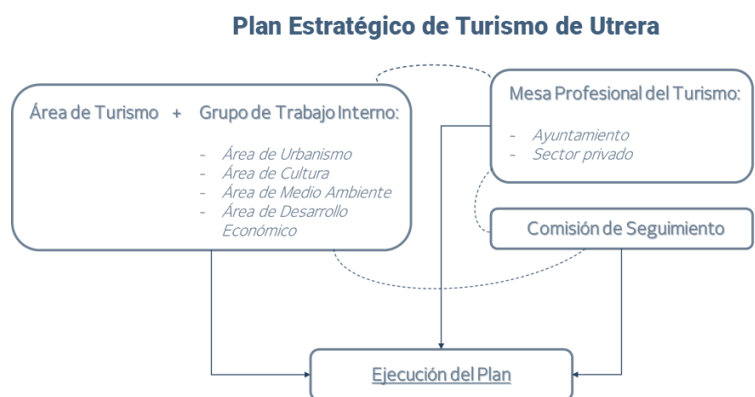 Plan Estratégico de Turismo de Utrera
Área de Turismo + Grupo de Trabajo Interno:
- Área de Urbanismo
- Área de Cultura
- Área de Medio Ambiente
- Área de Desarrollo
Económico
Mesa Profesional del Turismo:
- Ayuntamiento
- Sector privado
Comisión de Seguimiento
Ejecución del Plan